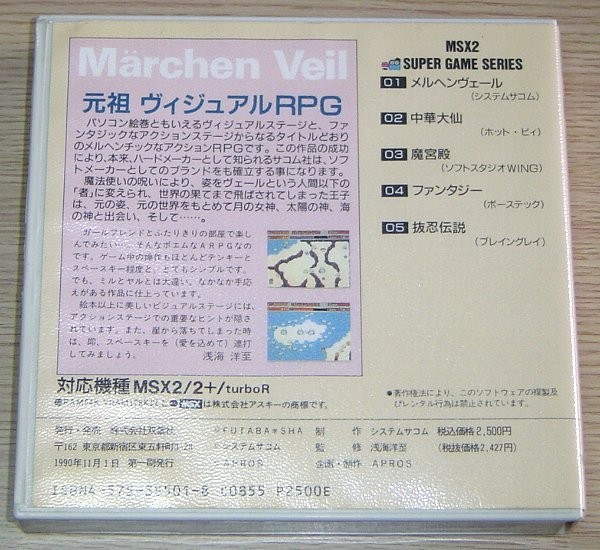 Märchen Veil
元祖 ヴィジュアルRPG
パソコン絵巻ともいえるヴィジュアルステージと、ファ
ンタジックなアクションステージからなるタイトルどおり
のメルヘンチックなアクションRPGです。この作品の成功
により、本来、ハードメーカーとして知られるサコム社は、ソフ
トメーカーとしてのブランドをも確立する事になります。
魔法使いの呪いにより、姿をヴェールという人間以下の
「者」に変えられ、世界の果てまで飛ばされてしまった王子
は、元の姿、元の世界をもとめて月の女神、太陽の神、海
の神と出会い、そして……。
ガールフレンドとふたりきりの部屋で楽し
んでみたい…、そんなポエムなARPGなの
です。ゲーム中の操作もほとんどテンキーと
スペースキー程度と、とてもシンプルです。
でも、ミルとヤルとは大違い、なかなか手応
えがある作品に仕上っています。
絵本以上に美しいビジュアルステージには、
アクションステージでの重要なヒントが隠さ
れています。また、崖から落ちてしまった時
は、即、スペースキーを(愛を込めて)連打
してみましょう。 浅海 洋至
対応機種 MSX2/2+/turboR
MSX は株式会社アスキーの商標です。
MSX2
SUPER GAME SERIES
01 メルヘンヴェール
(システムサコム)
02 中華大仙
(ホット・ビィ)
03 魔宮殿
(ソフトスタジオWING)
04 ファンタジー
(ボーステック)
05 抜忍伝説
(ブレイングレイ)
●著作権法により、このソフトウェアの複製及
びレンタル行為は禁止されています。
発行・発売 株式会社双葉社 ©FUTABA★SHA 制 作 システムサコム 税込価格2,500円
〒162 東京都新宿区東五軒町3-28 ©システムサコム 監 修 浅海洋至 (税抜価格2,427円)
1990年11月1日 第一刷発行 ©APROS 企画・制作 APROS
ISBN4-575-38501-8 C0855 P2500E